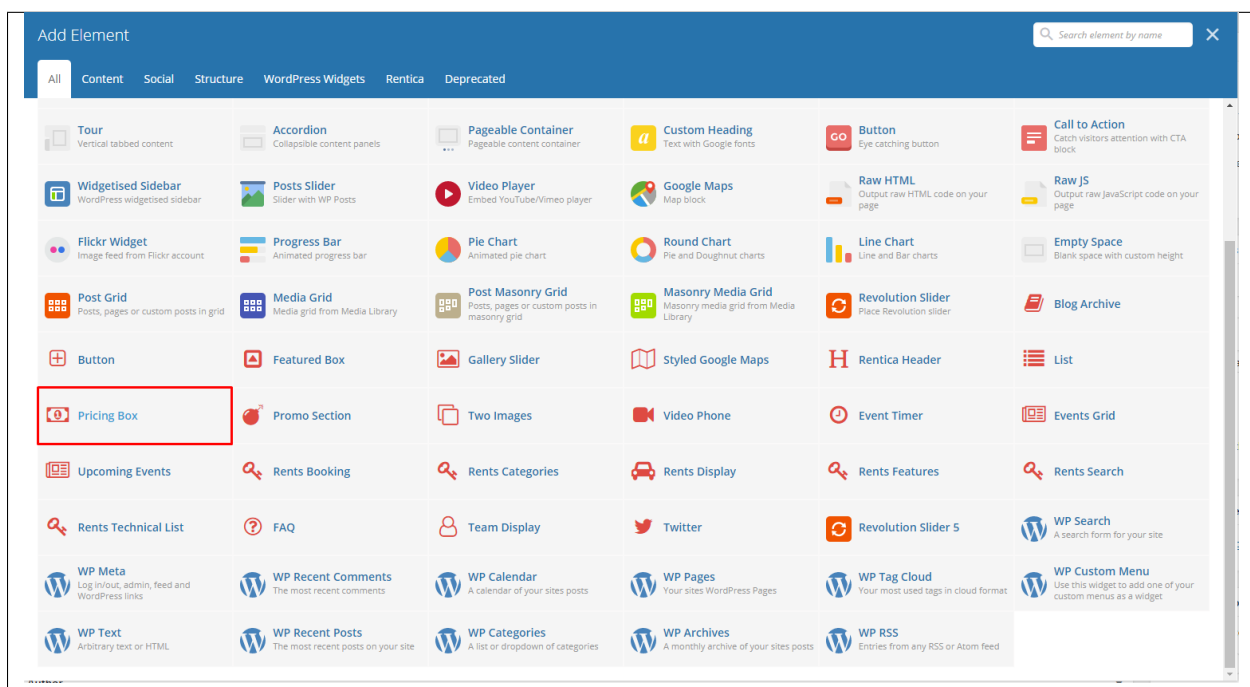 Add Element
Search element by name
All Content Social Structure WordPress Widgets Rentica Deprecated
Tour
Vertical tabbed content
Accordion
Collapsible content panels
Pageable Container
Pageable content container
Custom Heading
Text with Google fonts
GO
Button
Eye catching button
Call to Action
Catch visitors attention with CTA
block
Widgetised Sidebar
WordPress widgetised sidebar
Posts Slider
Slider with WP Posts
Video Player
Embed YouTube/Vimeo player
Google Maps
Map block
Raw HTML
Output raw HTML code on your
page
Raw JS
Output raw JavaScript code on your
page
Flickr Widget
Image feed from Flickr account
Progress Bar
Animated progress bar
Pie Chart
Animated pie chart
Round Chart
Pie and Doughnut charts
Line Chart
Line and Bar charts
Empty Space
Blank space with custom height
Post Grid
Posts, pages or custom posts in grid
Media Grid
Media grid from Media Library
Post Masonry Grid
Posts, pages or custom posts in
masonry grid
Masonry Media Grid
Masonry media grid from Media
Library
Revolution Slider
Place Revolution slider
Blog Archive
Button
Featured Box
Gallery Slider
Styled Google Maps
H
Rentica Header
List
Pricing Box
Promo Section
Two Images
Video Phone
Event Timer
Events Grid
Upcoming Events
Rents Booking
Rents Categories
Rents Display
Rents Features
Rents Search
Rents Technical List
FAQ
Team Display
Twitter
Revolution Slider 5
WP Search
A search form for your site
WP Meta
Log in/out, admin, feed and
WordPress links
WP Recent Comments
The most recent comments
WP Calendar
A calendar of your sites posts
WP Pages
Your sites WordPress Pages
WP Tag Cloud
Your most used tags in cloud format
WP Custom Menu
Use this widget to add one of your
custom menus as a widget
WP Text
Arbitrary text or HTML
WP Recent Posts
The most recent posts on your site
WP Categories
A list or dropdown of categories
WP Archives
A monthly archive of your sites posts
WP RSS
Entries from any RSS or Atom feed